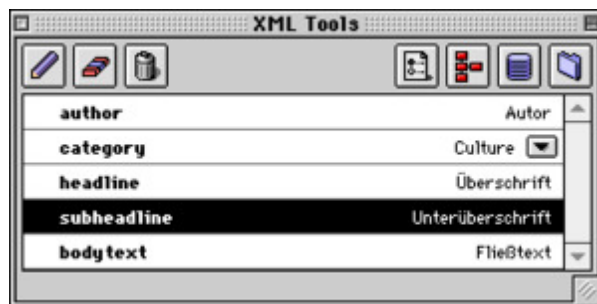 XML Tools
author Autor
category Culture
headline Überschrift
subheadline Unterüberschrift
bodytext Fließtext